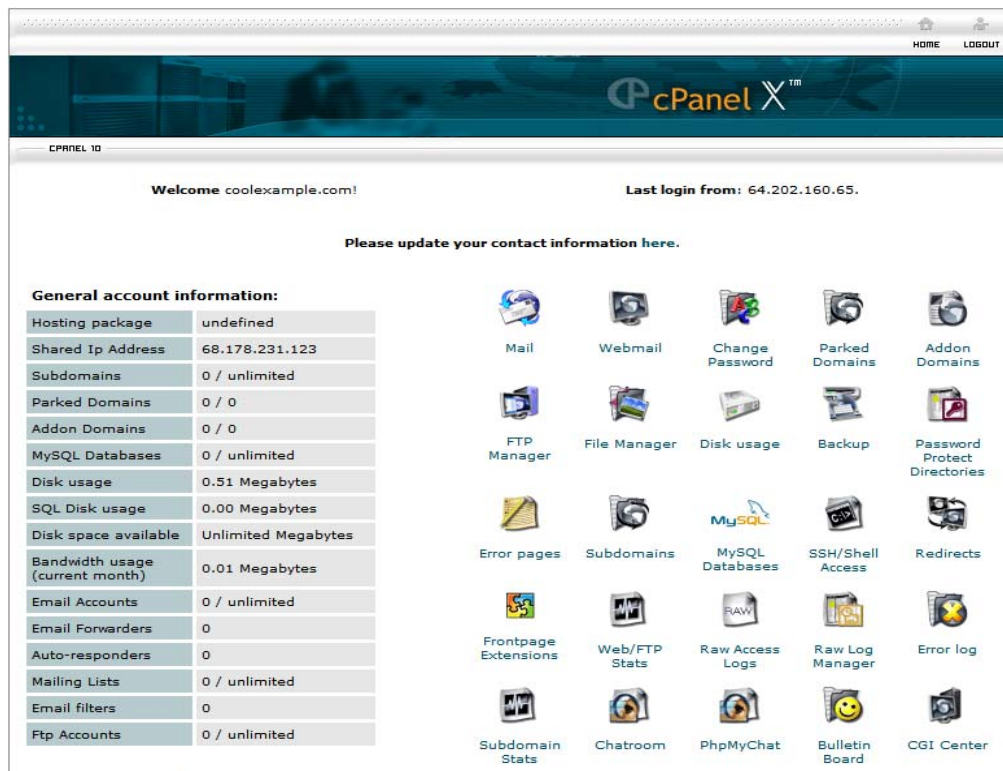 HOME LOGOUT
cPanel X™
CPANEL 10
Welcome coolexample.com! Last login from: 64.202.160.65.
Please update your contact information here.
General account information:
Hosting package undefined
Shared Ip Address 68.178.231.123
Subdomains 0 / unlimited
Parked Domains 0 / 0
Addon Domains 0 / 0
MySQL Databases 0 / unlimited
Disk usage 0.51 Megabytes
SQL Disk usage 0.00 Megabytes
Disk space available Unlimited Megabytes
Bandwidth usage
(current month) 0.01 Megabytes
Email Accounts 0 / unlimited
Email Forwarders 0
Auto-responders 0
Mailing Lists 0 / unlimited
Email filters 0
Ftp Accounts 0 / unlimited
Mail Webmail Change Parked Addon
Password Domains Domains
FTP File Manager Disk usage Backup Password
Manager Protect
Directories
MySQL
C:\>
Error pages Subdomains MySQL SSH/Shell Redirects
Databases Access
RAW
Frontpage Web/FTP Raw Access Raw Log Error log
Extensions Stats Logs Manager
Subdomain Chatroom PhpMyChat Bulletin CGI Center
Stats Board